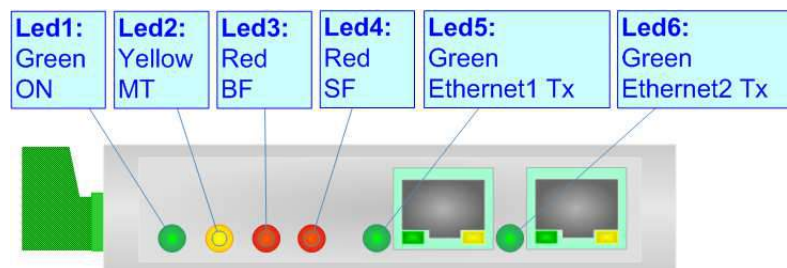 Led1:
Green
ON
Led2:
Yellow
MT
Led3:
Red
BF
Led4:
Red
SF
Led5:
Green
Ethernet1 Tx
Led6:
Green
Ethernet2 Tx